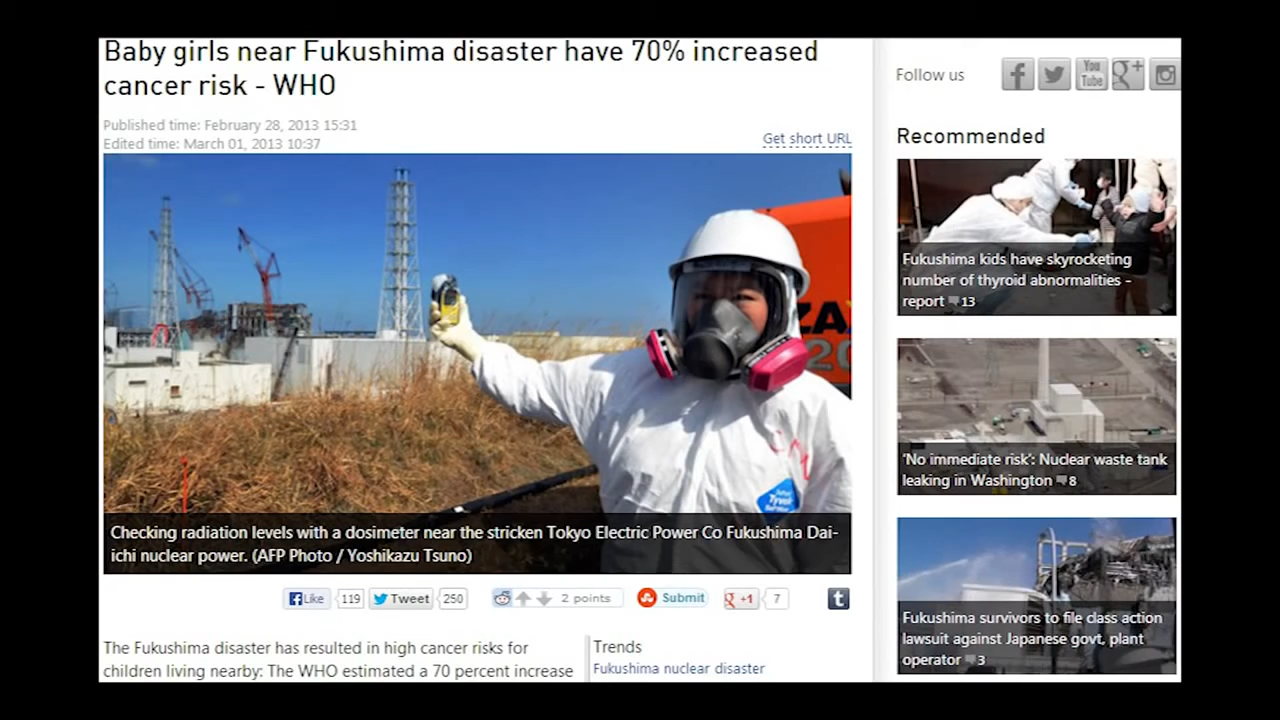 Baby girls near Fukushima disaster have 70% increased
cancer risk - WHO
Published time: February 28, 2013 15:31
Edited time: March 01, 2013 10:37
Get short URL
Checking radiation levels with a dosimeter near the stricken Tokyo Electric Power Co Fukushima Dai-
ichi nuclear power. (AFP Photo / Yoshikazu Tsuno)
Like 119 Tweet 250 2 points Submit +1 7
The Fukushima disaster has resulted in high cancer risks for
children living nearby: The WHO estimated a 70 percent increase
Trends
Fukushima nuclear disaster
Follow us
You
Tube
Recommended
Fukushima kids have skyrocketing
number of thyroid abnormalities -
report 13
'No immediate risk': Nuclear waste tank
leaking in Washington 8
Fukushima survivors to file class action
lawsuit against Japanese govt, plant
operator 3